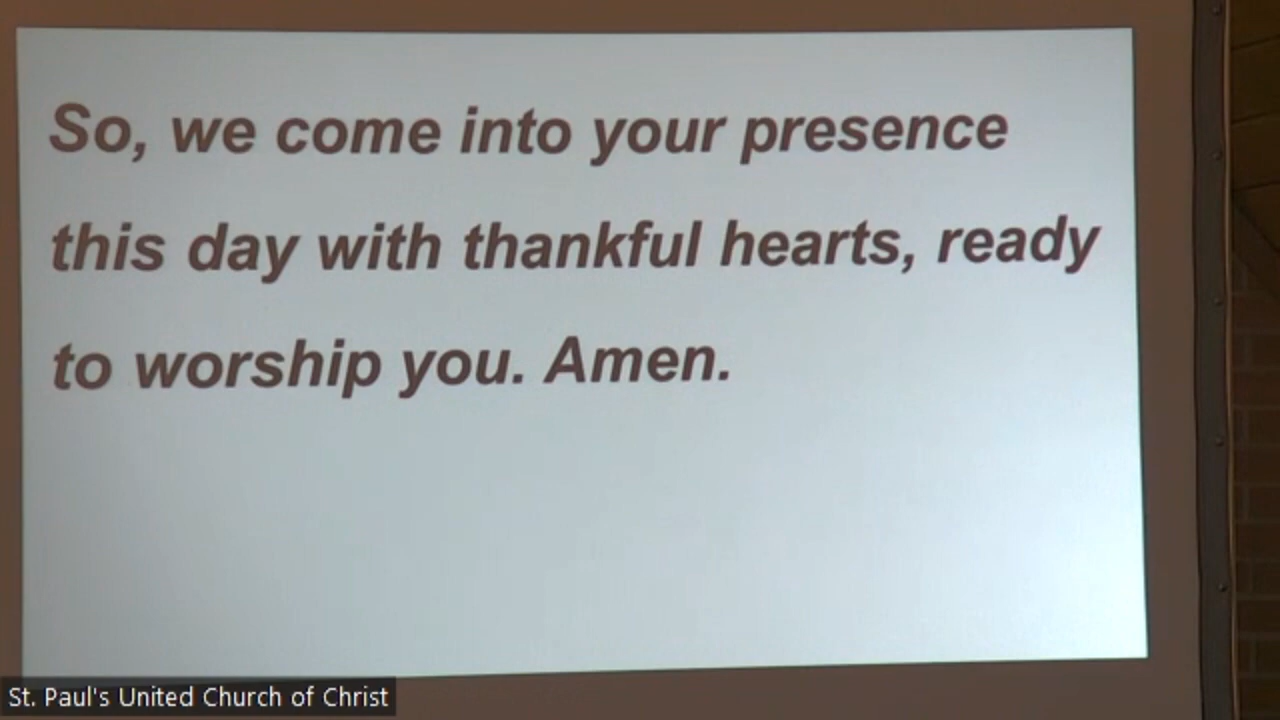 So, we come into your presence
this day with thankful hearts, ready
to worship you. Amen.
St. Paul's United Church of Christ